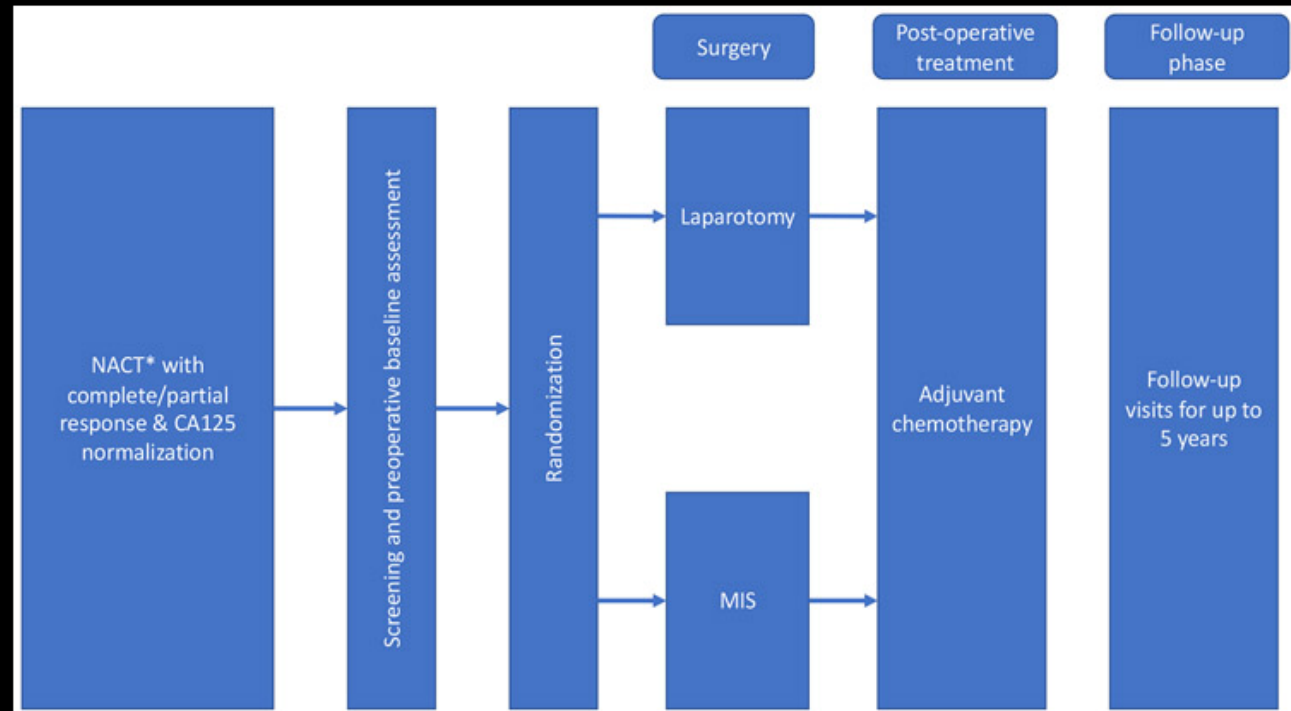 Surgery
Post-operative
treatment
Follow-up
phase
NACT* with
complete/partial
response & CA125
normalization
Screening and preoperative baseline assessment
Randomization
Laparotomy
MIS
Adjuvant
chemotherapy
Follow-up
visits for up to
5 years